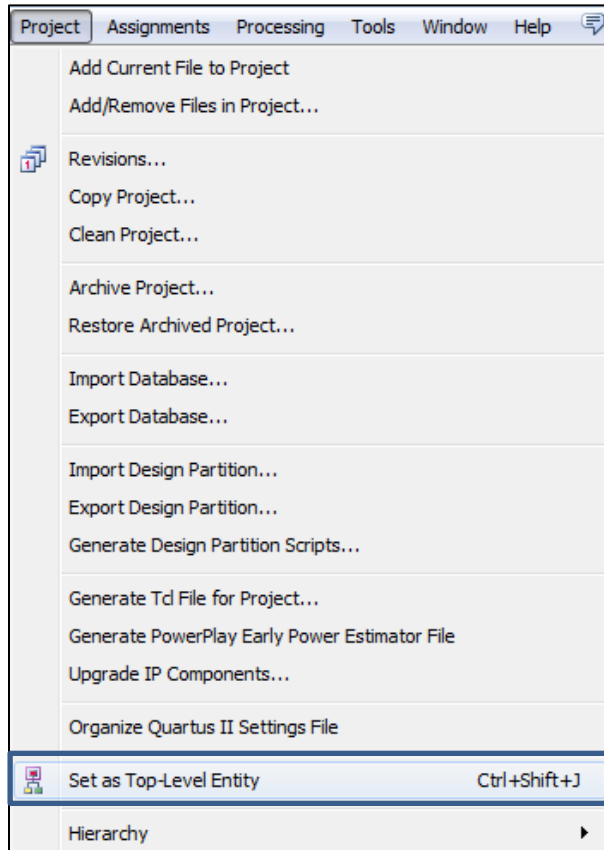 Project Assignments Processing Tools Window Help
Add Current File to Project
Add/Remove Files in Project...
Revisions...
Copy Project...
Clean Project...
Archive Project...
Restore Archived Project...
Import Database...
Export Database...
Import Design Partition...
Export Design Partition...
Generate Design Partition Scripts...
Generate Tcl File for Project...
Generate PowerPlay Early Power Estimator File
Upgrade IP Components...
Organize Quartus II Settings File
Set as Top-Level Entity Ctrl+Shift+J
Hierarchy